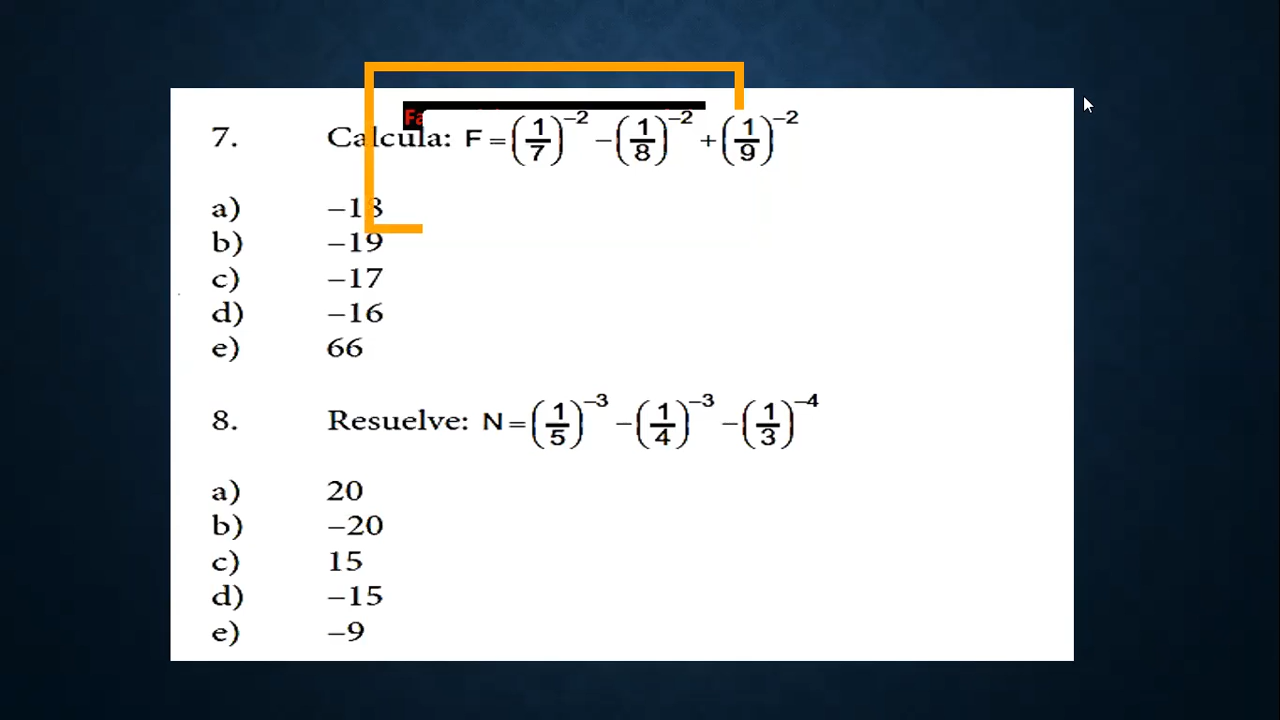 Fa
7. Calcula: F = (1/7)^–2 – (1/8)^–2 + (1/9)^–2
a) –18
b) –19
c) –17
d) –16
e) 66
8. Resuelve: N = (1/5)^–3 – (1/4)^–3 – (1/3)^–4
a) 20
b) –20
c) 15
d) –15
e) –9